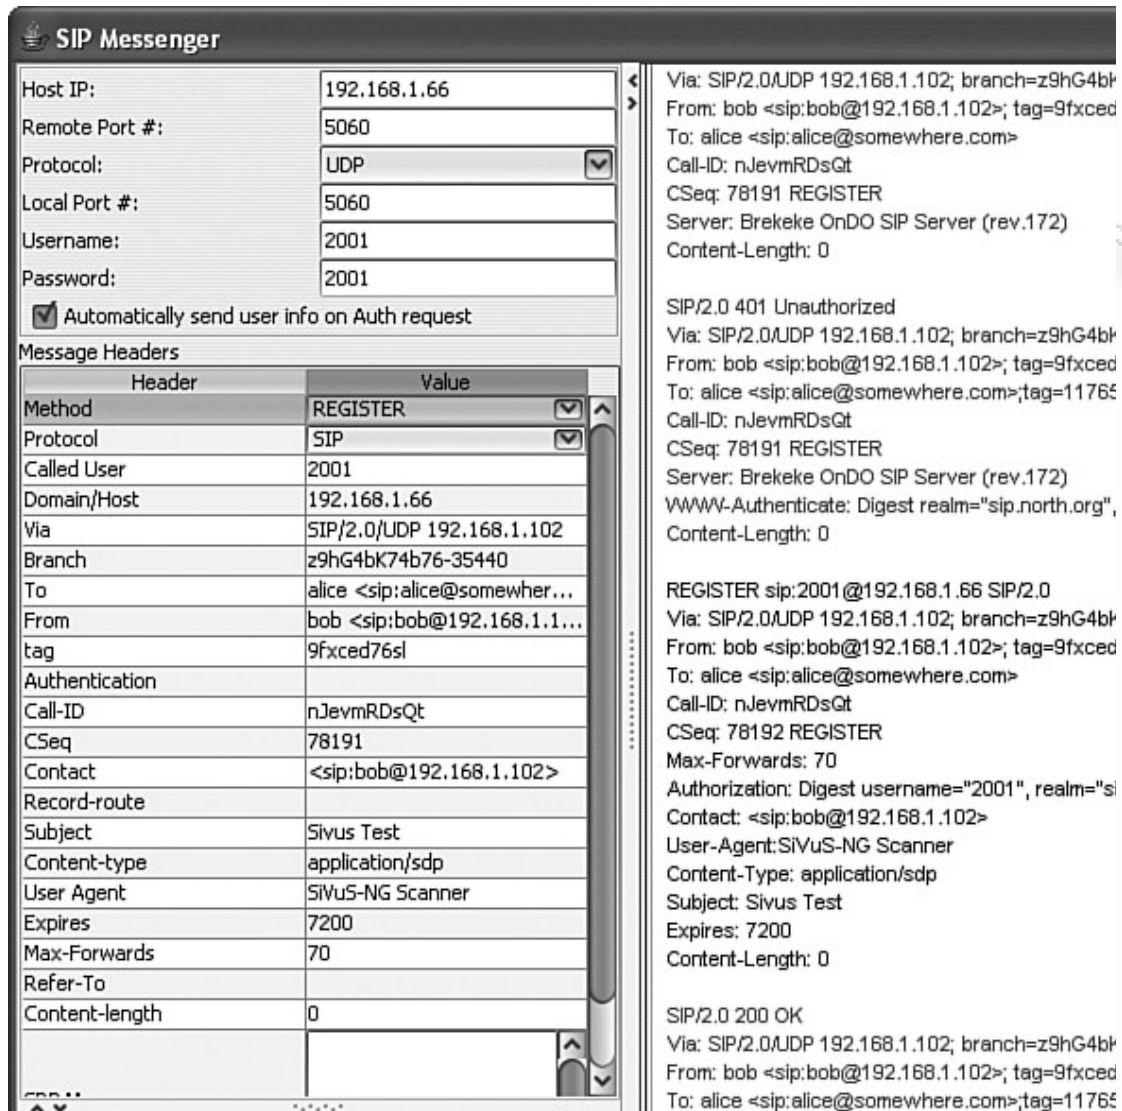 SIP Messenger
Host IP: 192.168.1.66
Remote Port #: 5060
Protocol: UDP
Local Port #: 5060
Username: 2001
Password: 2001
Automatically send user info on Auth request
Message Headers
Header Value
Method REGISTER
Protocol SIP
Called User 2001
Domain/Host 192.168.1.66
Via SIP/2.0/UDP 192.168.1.102
Branch z9hG4bK74b76-35440
To alice <sip:alice@somewher...
From bob <sip:bob@192.168.1.1...
tag 9fxced76sl
Authentication
Call-ID nJevmRDsQt
CSeq 78191
Contact <sip:bob@192.168.1.102>
Record-route
Subject Sivus Test
Content-type application/sdp
User Agent SiVuS-NG Scanner
Expires 7200
Max-Forwards 70
Refer-To
Content-length 0
Via: SIP/2.0/UDP 192.168.1.102; branch=z9hG4bK
From: bob <sip:bob@192.168.1.102>; tag=9fxced
To: alice <sip:alice@somewhere.com>
Call-ID: nJevmRDsQt
CSeq: 78191 REGISTER
Server: Brekeke OnDO SIP Server (rev.172)
Content-Length: 0
SIP/2.0 401 Unauthorized
Via: SIP/2.0/UDP 192.168.1.102; branch=z9hG4bK
From: bob <sip:bob@192.168.1.102>; tag=9fxced
To: alice <sip:alice@somewhere.com>;tag=11765
Call-ID: nJevmRDsQt
CSeq: 78191 REGISTER
Server: Brekeke OnDO SIP Server (rev.172)
WWW-Authenticate: Digest realm="sip.north.org",
Content-Length: 0
REGISTER sip:2001@192.168.1.66 SIP/2.0
Via: SIP/2.0/UDP 192.168.1.102; branch=z9hG4bK
From: bob <sip:bob@192.168.1.102>; tag=9fxced
To: alice <sip:alice@somewhere.com>
Call-ID: nJevmRDsQt
CSeq: 78192 REGISTER
Max-Forwards: 70
Authorization: Digest username="2001", realm="si
Contact: <sip:bob@192.168.1.102>
User-Agent:SiVuS-NG Scanner
Content-Type: application/sdp
Subject: Sivus Test
Expires: 7200
Content-Length: 0
SIP/2.0 200 OK
Via: SIP/2.0/UDP 192.168.1.102; branch=z9hG4bK
From: bob <sip:bob@192.168.1.102>; tag=9fxced
To: alice <sip:alice@somewhere.com>;tag=11765